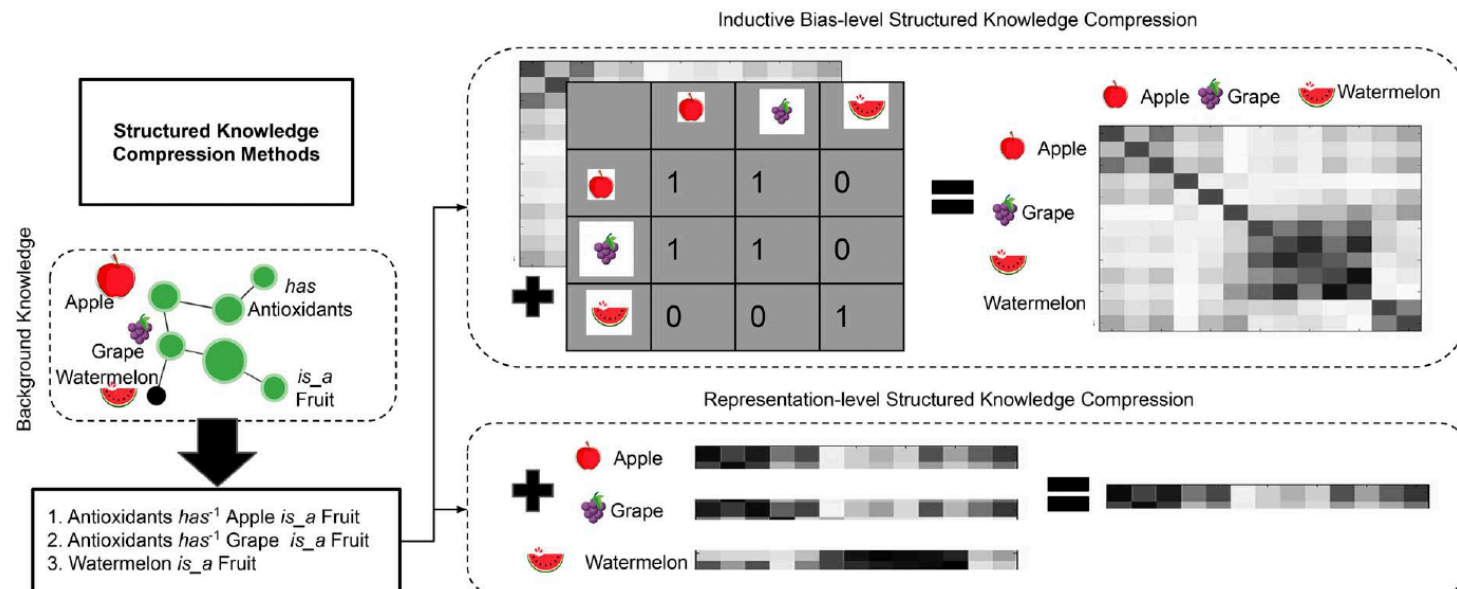 Inductive Bias-level Structured Knowledge Compression
Structured Knowledge
Compression Methods
Apple Grape Watermelon
Apple
Grape
Watermelon
1 1 0
1 1 0
0 0 1
Background Knowledge
Apple
has
Antioxidants
Grape
Watermelon
is_a
Fruit
1. Antioxidants has⁻¹ Apple is_a Fruit
2. Antioxidants has⁻¹ Grape is_a Fruit
3. Watermelon is_a Fruit
Representation-level Structured Knowledge Compression
Apple
Grape
Watermelon